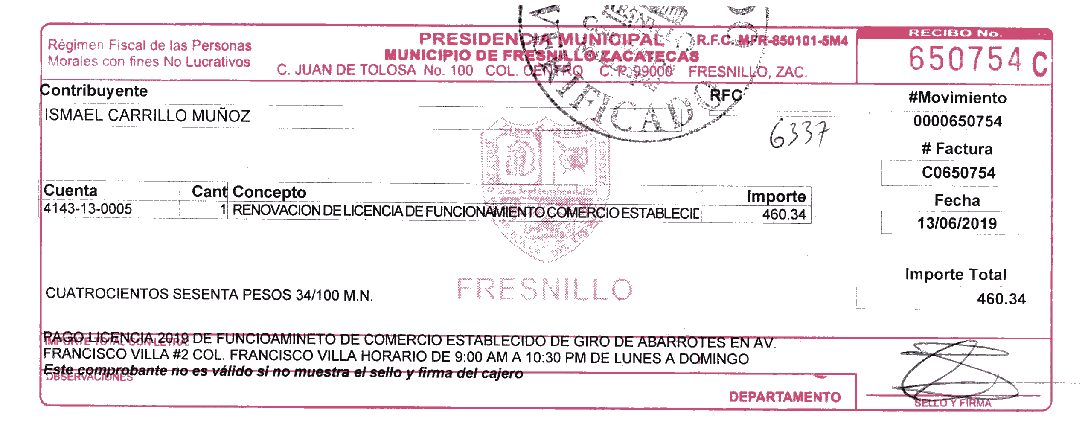 Régimen Fiscal de las Personas
Morales con fines No Lucrativos
PRESIDENCIA MUNICIPAL R.F.C. MFR-850101-5M4
MUNICIPIO DE FRESNILLO ZACATECAS
C. JUAN DE TOLOSA No. 100 COL. CENTRO C.P. 99000 FRESNILLO, ZAC.
RECIBO No.
650754 C
Contribuyente
RFC
ISMAEL CARRILLO MUÑOZ
6337
NIFICADO
#Movimiento
0000650754
# Factura
C0650754
Fecha
13/06/2019
Cuenta Cant Concepto Importe
4143-13-0005 1 RENOVACION DE LICENCIA DE FUNCIONAMIENTO COMERCIO ESTABLECID 460.34
FRESNILLO
Importe Total
460.34
CUATROCIENTOS SESENTA PESOS 34/100 M.N.
IMPORTE TOTAL CON LETRA
PAGO LICENCIA 2019 DE FUNCIOAMINETO DE COMERCIO ESTABLECIDO DE GIRO DE ABARROTES EN AV.
FRANCISCO VILLA #2 COL. FRANCISCO VILLA HORARIO DE 9:00 AM A 10:30 PM DE LUNES A DOMINGO
Este comprobante no es válido si no muestra el sello y firma del cajero
OBSERVACIONES
DEPARTAMENTO
SELLO Y FIRMA